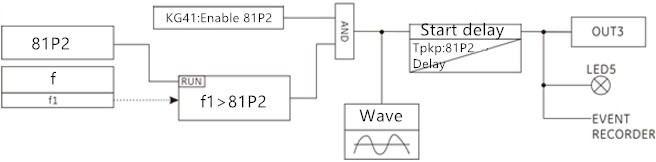 KG41:Enable 81P2
81P2
f
f1
RUN
f1>81P2
AND
Wave
Start delay
Tpkp:81P2
Delay
OUT3
LED5
EVENT
RECORDER